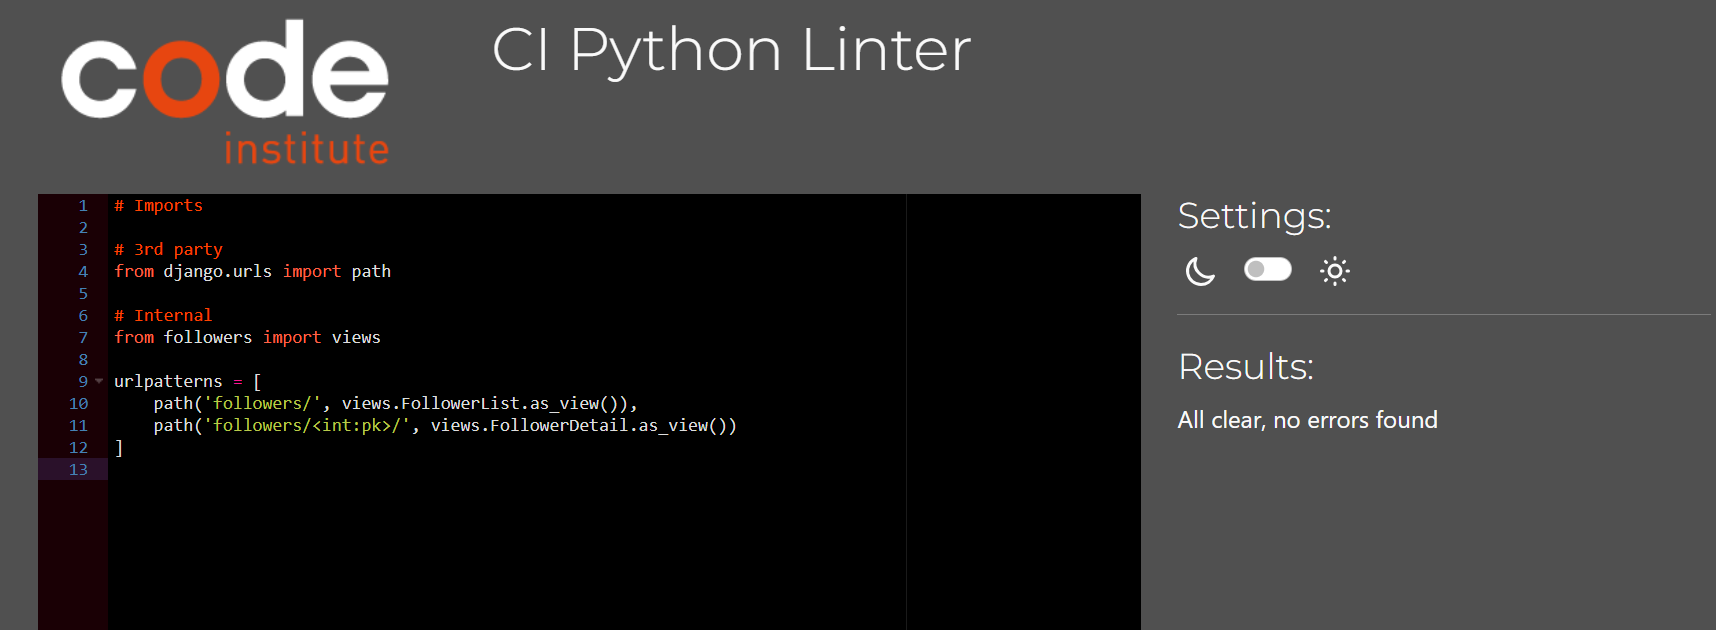 code
institute
CI Python Linter
1 # Imports
2
3 # 3rd party
4 from django.urls import path
5
6 # Internal
7 from followers import views
8
9 urlpatterns = [
10     path('followers/', views.FollowerList.as_view()),
11     path('followers/<int:pk>/', views.FollowerDetail.as_view())
12 ]
13
Settings:
Results:
All clear, no errors found